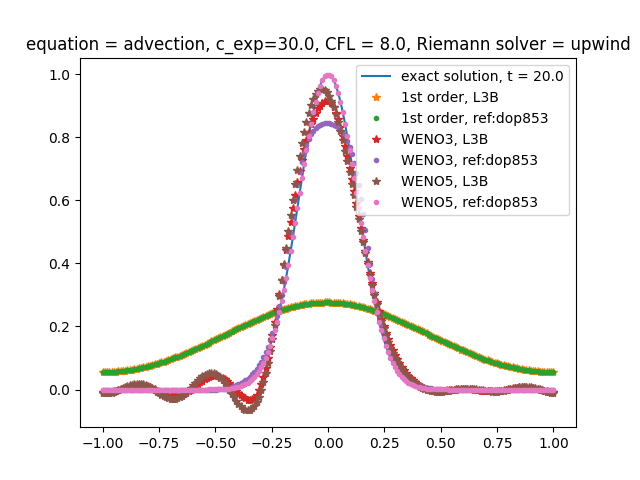 equation = advection, c_exp=30.0, CFL = 8.0, Riemann solver = upwind
exact solution, t = 20.0
1st order, L3B
1st order, ref:dop853
WENO3, L3B
WENO3, ref:dop853
WENO5, L3B
WENO5, ref:dop853
1.0
0.8
0.6
0.4
0.2
0.0
−1.00 −0.75 −0.50 −0.25 0.00 0.25 0.50 0.75 1.00